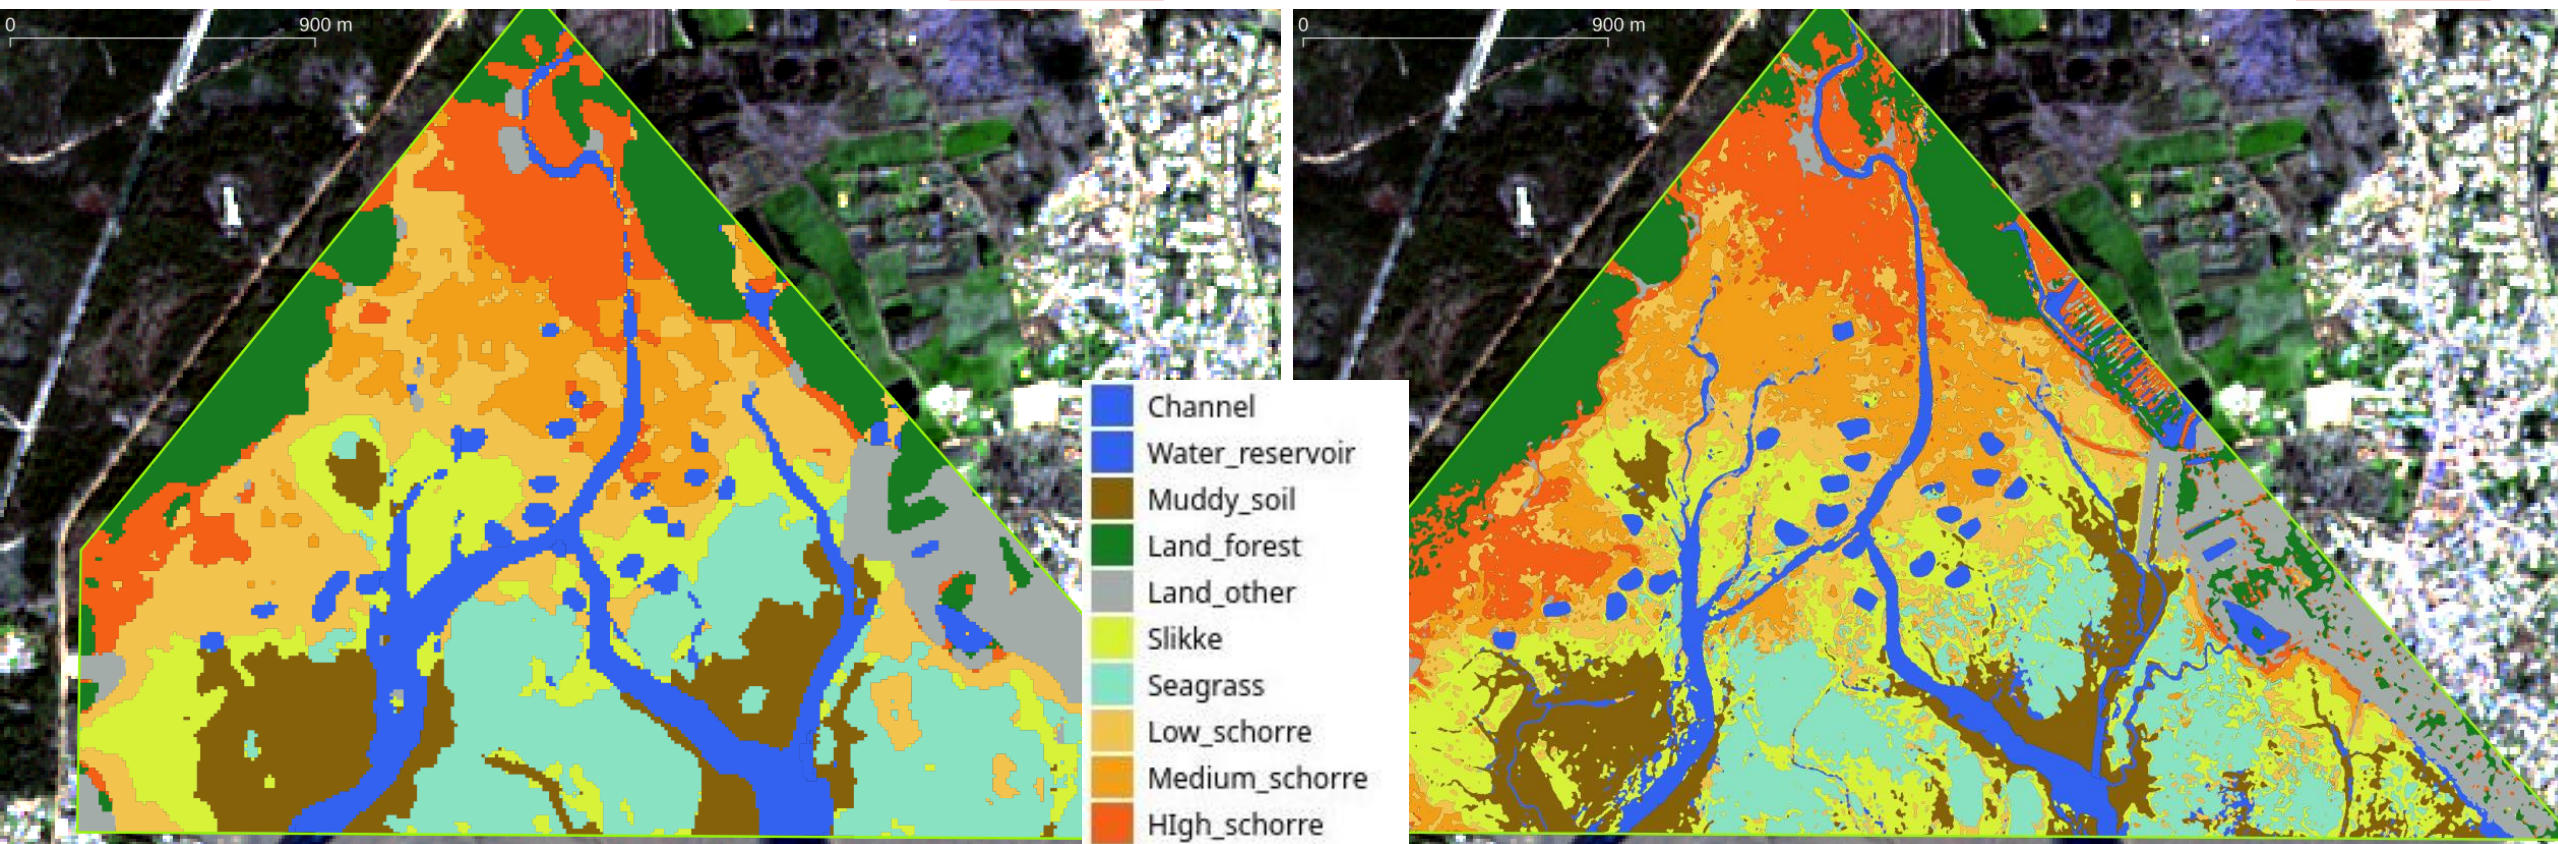 0 900 m
0 900 m
Channel
Water_reservoir
Muddy_soil
Land_forest
Land_other
Slikke
Seagrass
Low_schorre
Medium_schorre
HIgh_schorre